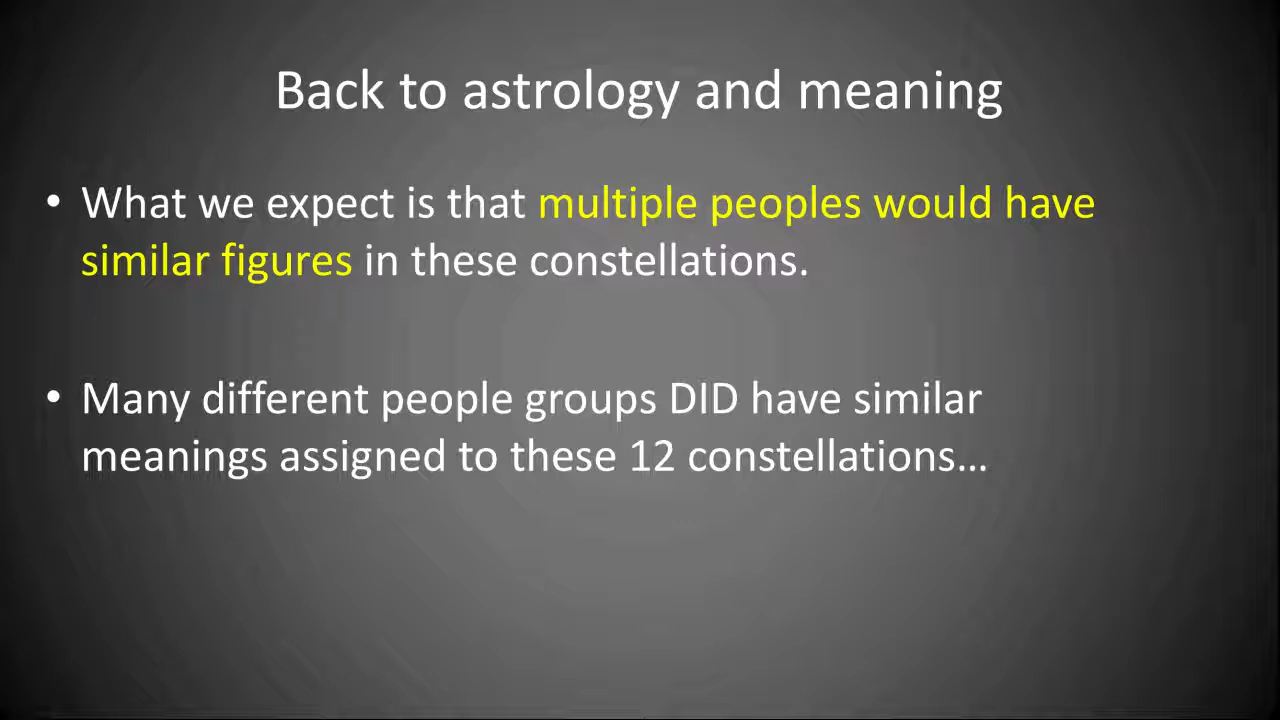 Back to astrology and meaning
• What we expect is that multiple peoples would have
similar figures in these constellations.
• Many different people groups DID have similar
meanings assigned to these 12 constellations…